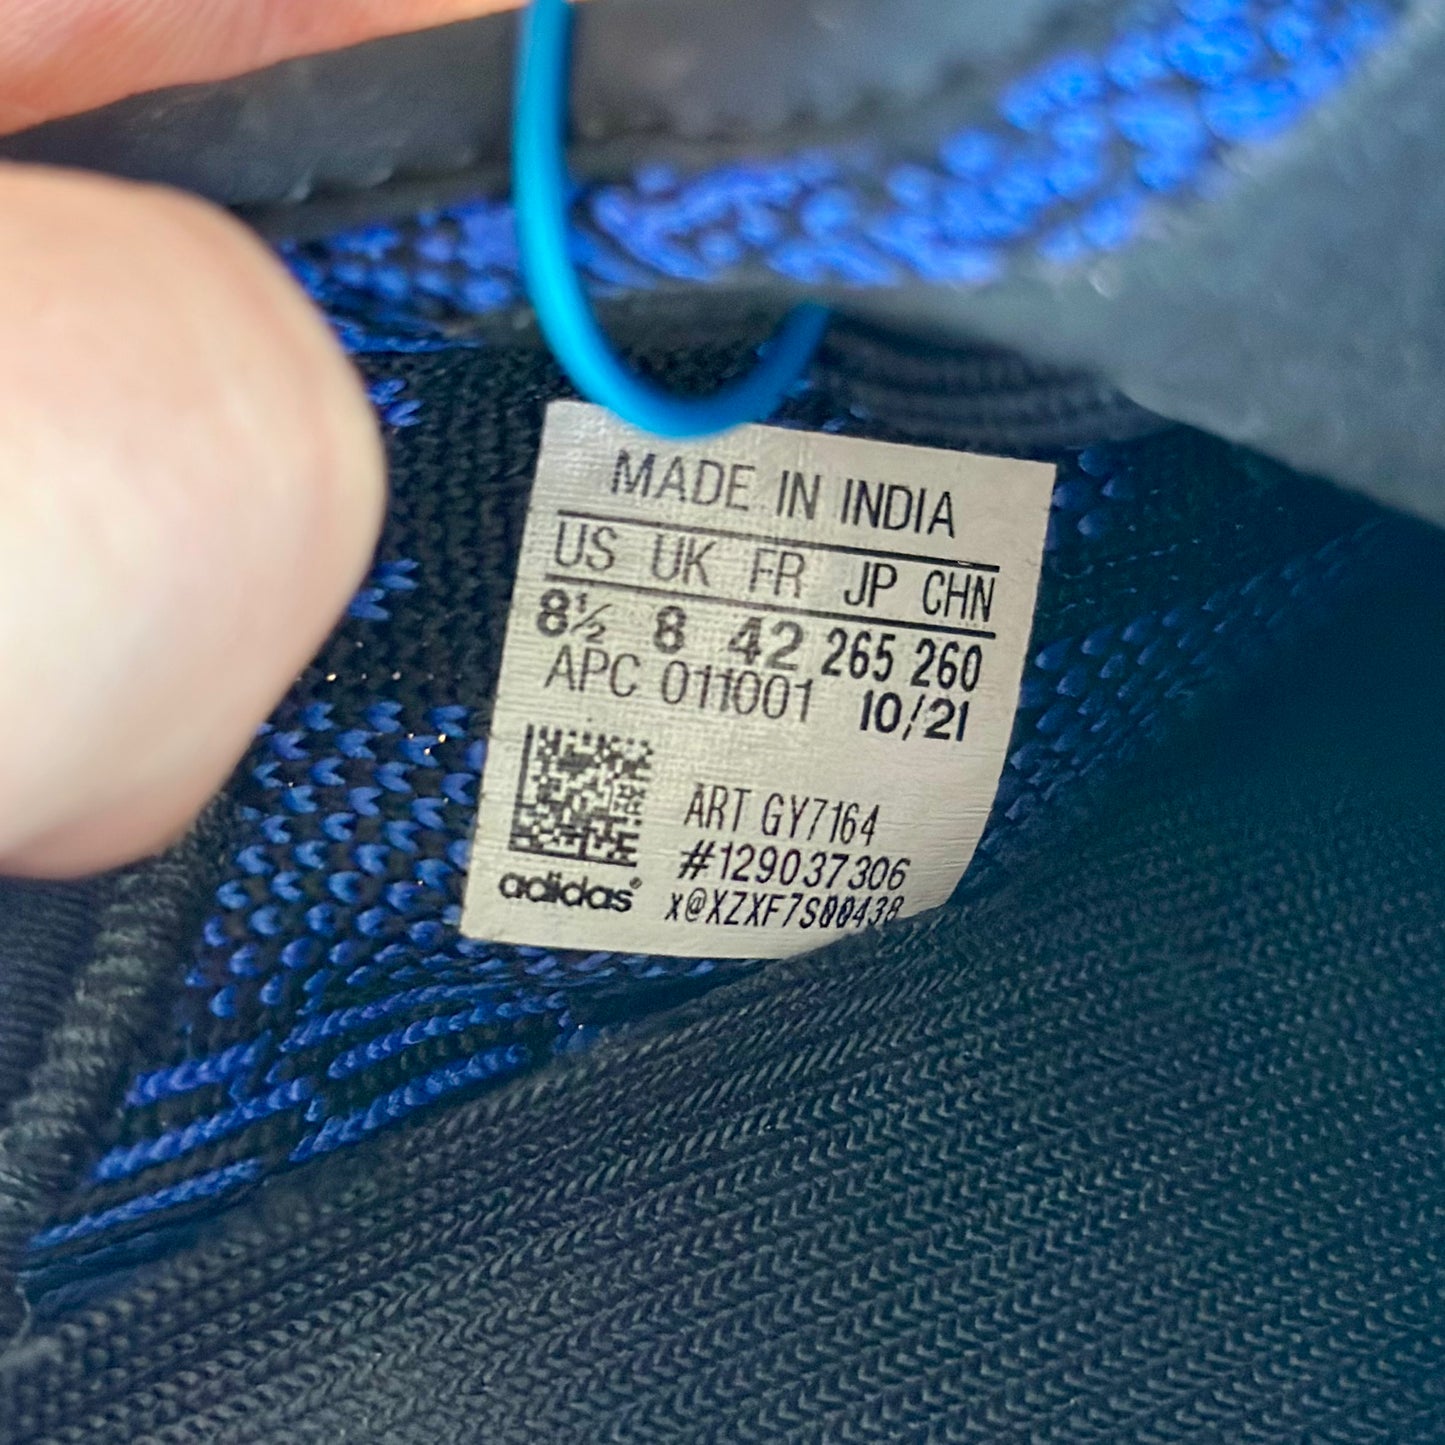 MADE IN INDIA
US UK FR JP CHN
8½ 8 42 265 260
APC 011001 10/21
ART GY7164
#129037306
adidas® x@XZXF7S00438